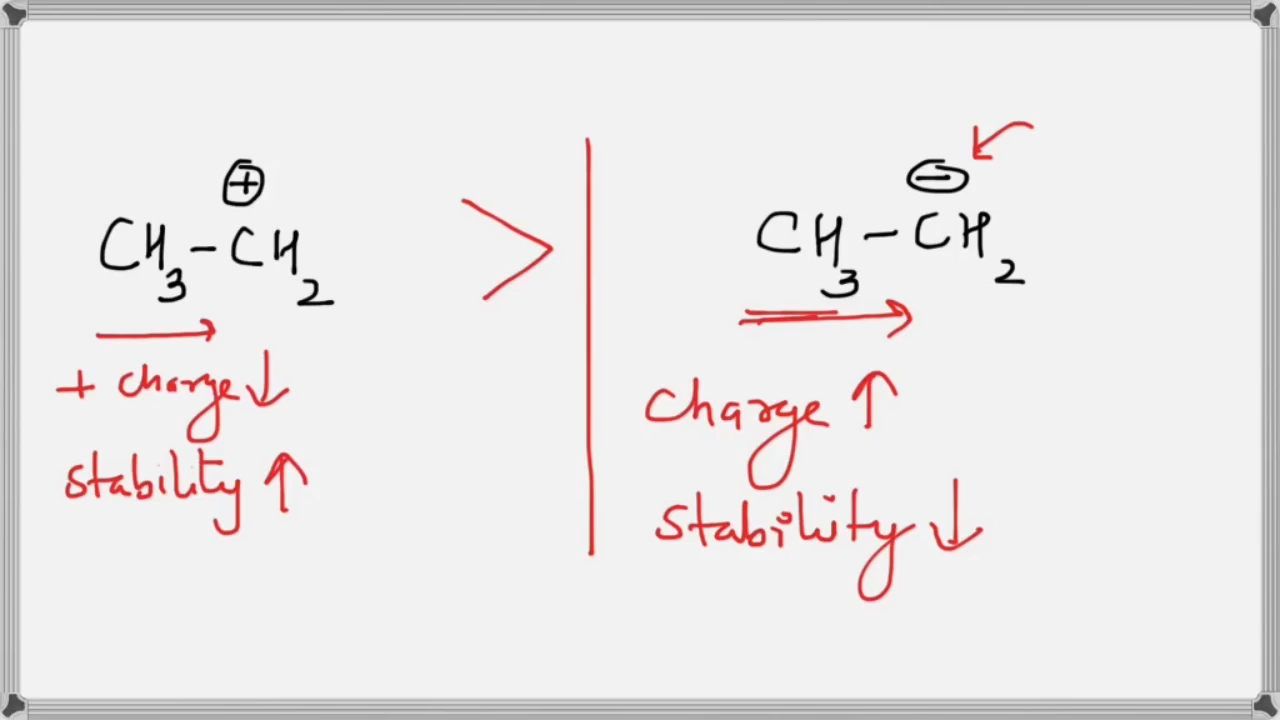 ⊕
CH3-CH2 >
+ charge↓
stability ↑
⊖
CH3-CH2
Charge ↑
Stability ↓